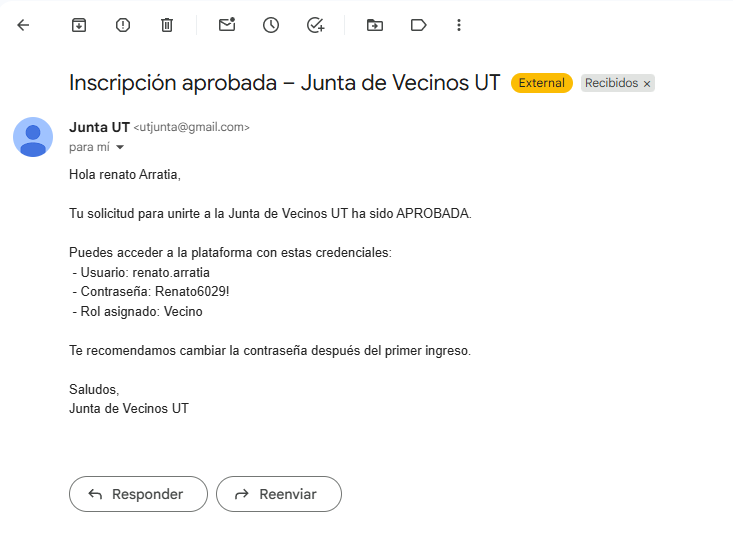 Inscripción aprobada – Junta de Vecinos UT External Recibidos ×
Junta UT <utjunta@gmail.com>
para mí
Hola renato Arratia,
Tu solicitud para unirte a la Junta de Vecinos UT ha sido APROBADA.
Puedes acceder a la plataforma con estas credenciales:
- Usuario: renato.arratia
- Contraseña: Renato6029!
- Rol asignado: Vecino
Te recomendamos cambiar la contraseña después del primer ingreso.
Saludos,
Junta de Vecinos UT
Responder Reenviar